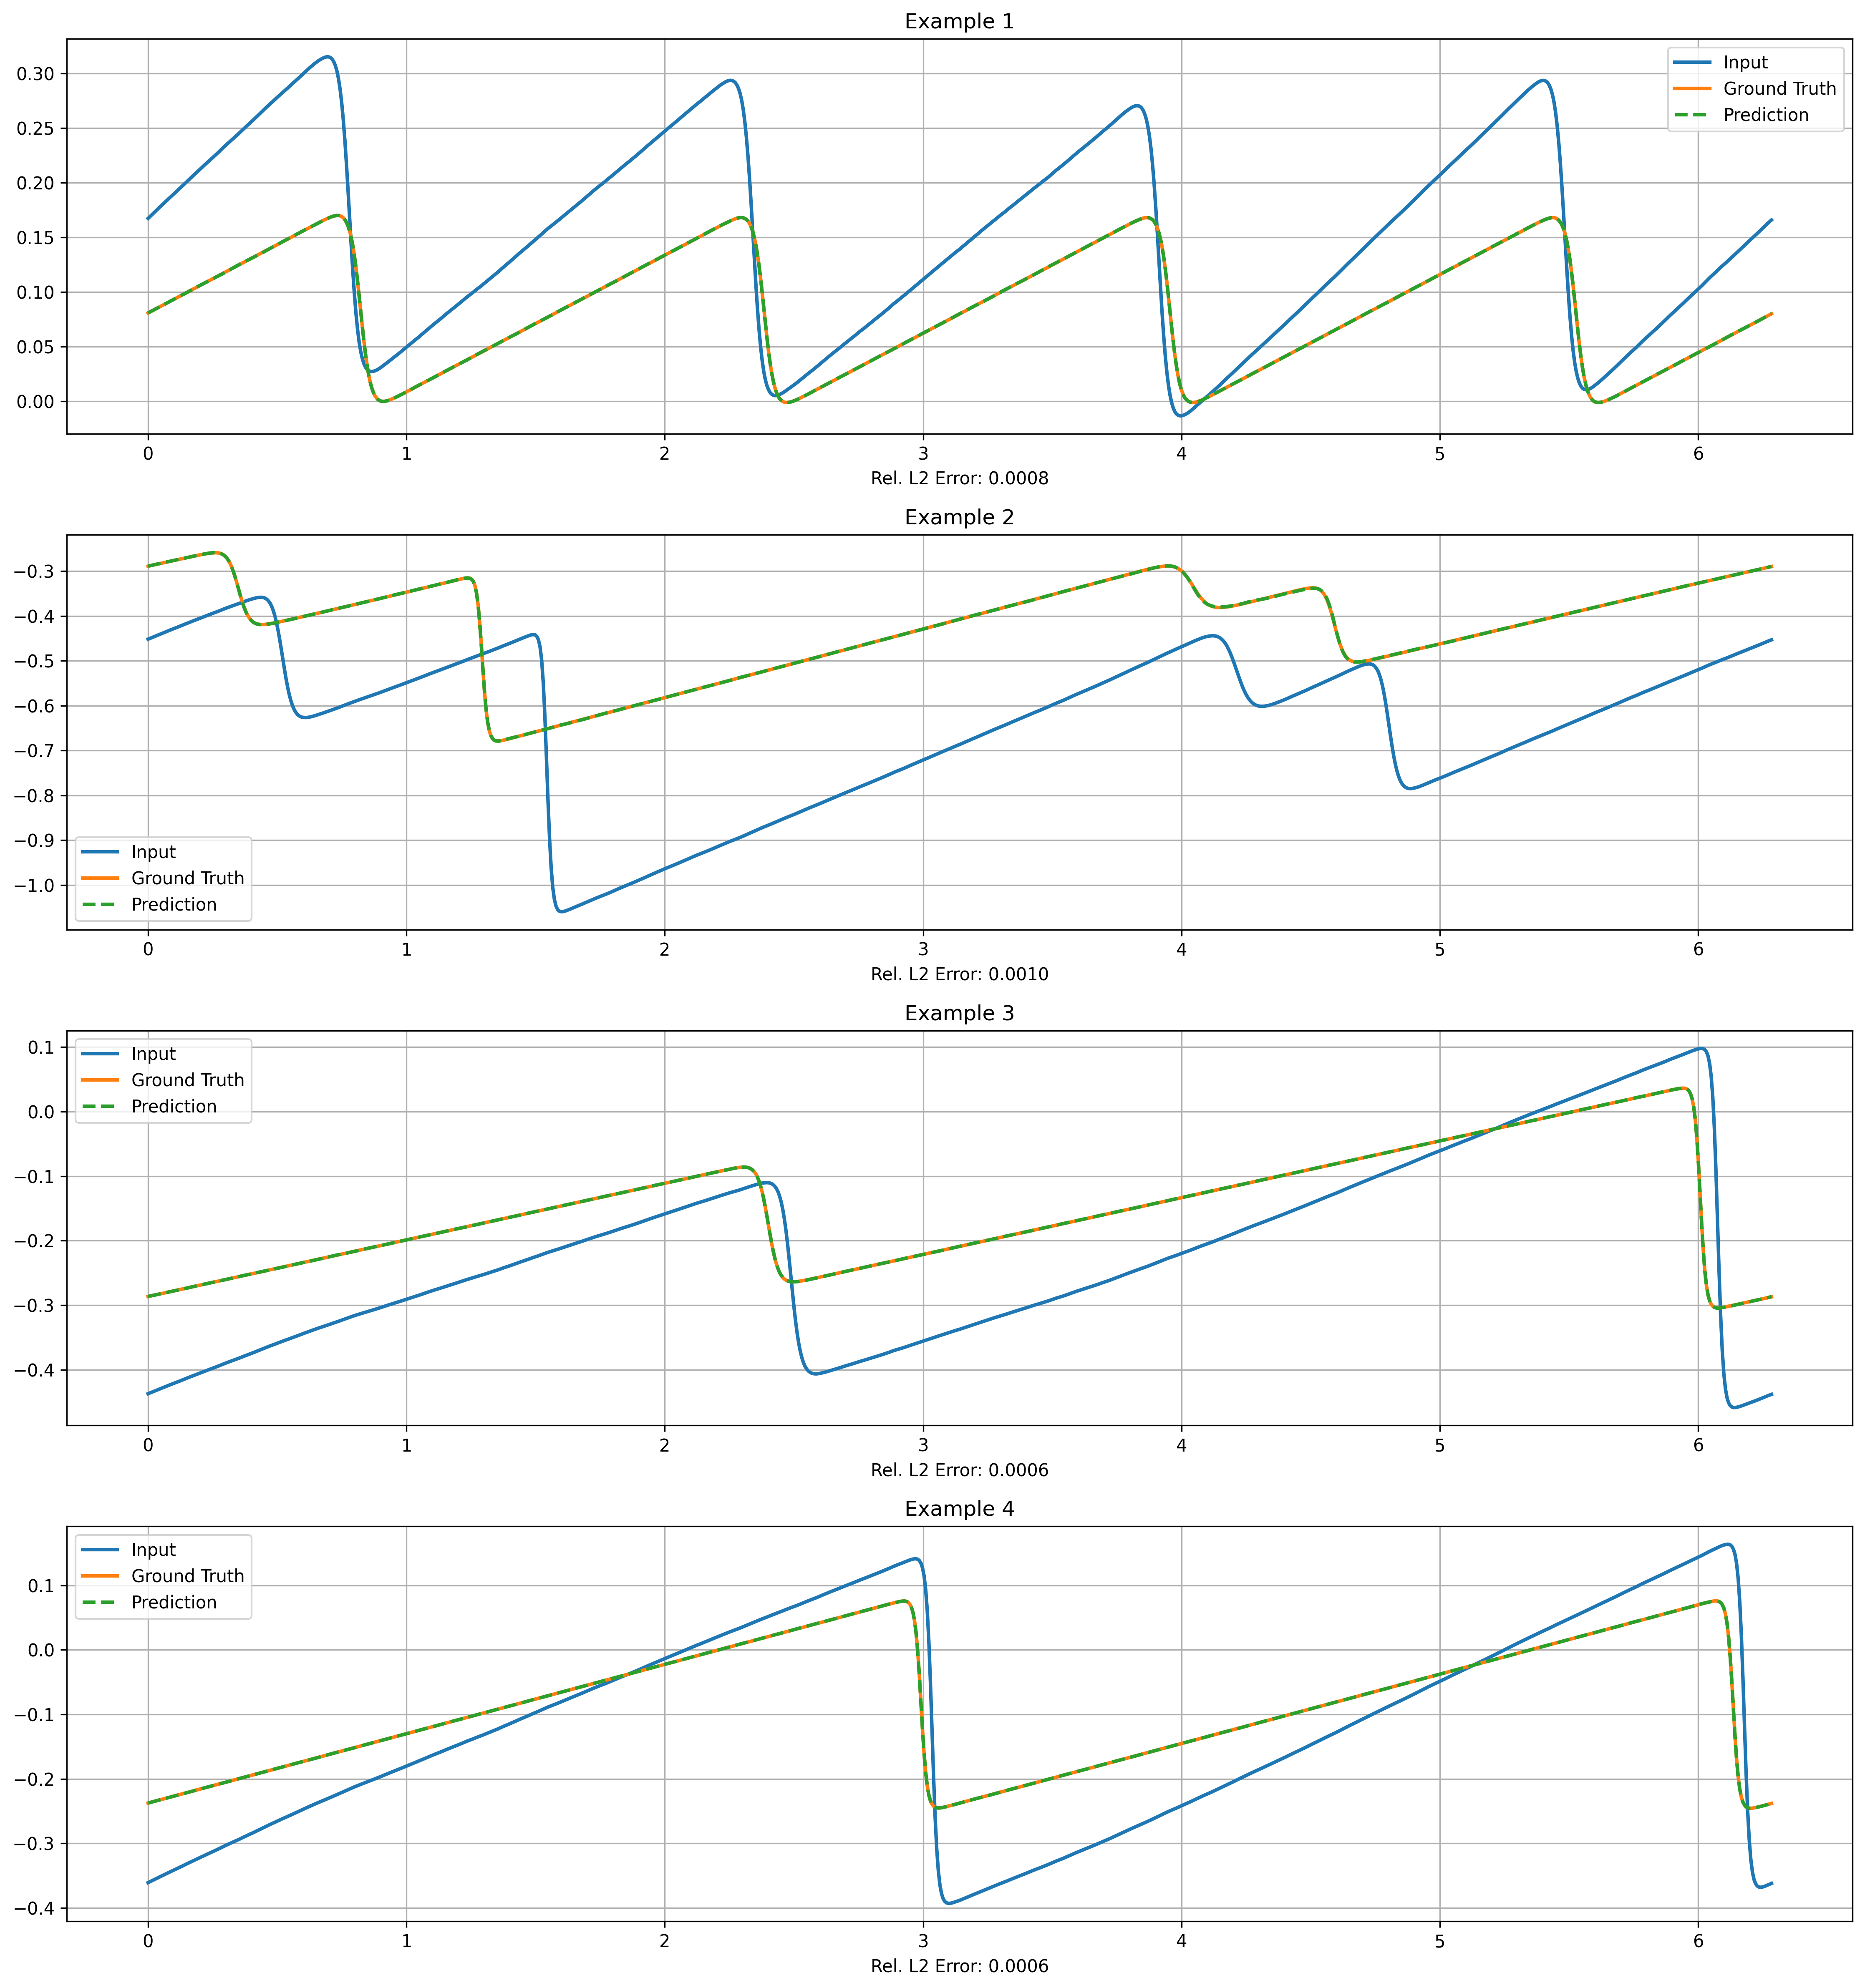 Example 1
0.30
0.25
0.20
0.15
0.10
0.05
0.00
Input
Ground Truth
Prediction
0 1 2 3 4 5 6
Rel. L2 Error: 0.0008
Example 2
−0.3
−0.4
−0.5
−0.6
−0.7
−0.8
−0.9
−1.0
Input
Ground Truth
Prediction
0 1 2 3 4 5 6
Rel. L2 Error: 0.0010
Example 3
0.1
0.0
−0.1
−0.2
−0.3
−0.4
Input
Ground Truth
Prediction
0 1 2 3 4 5 6
Rel. L2 Error: 0.0006
Example 4
0.1
0.0
−0.1
−0.2
−0.3
−0.4
Input
Ground Truth
Prediction
0 1 2 3 4 5 6
Rel. L2 Error: 0.0006